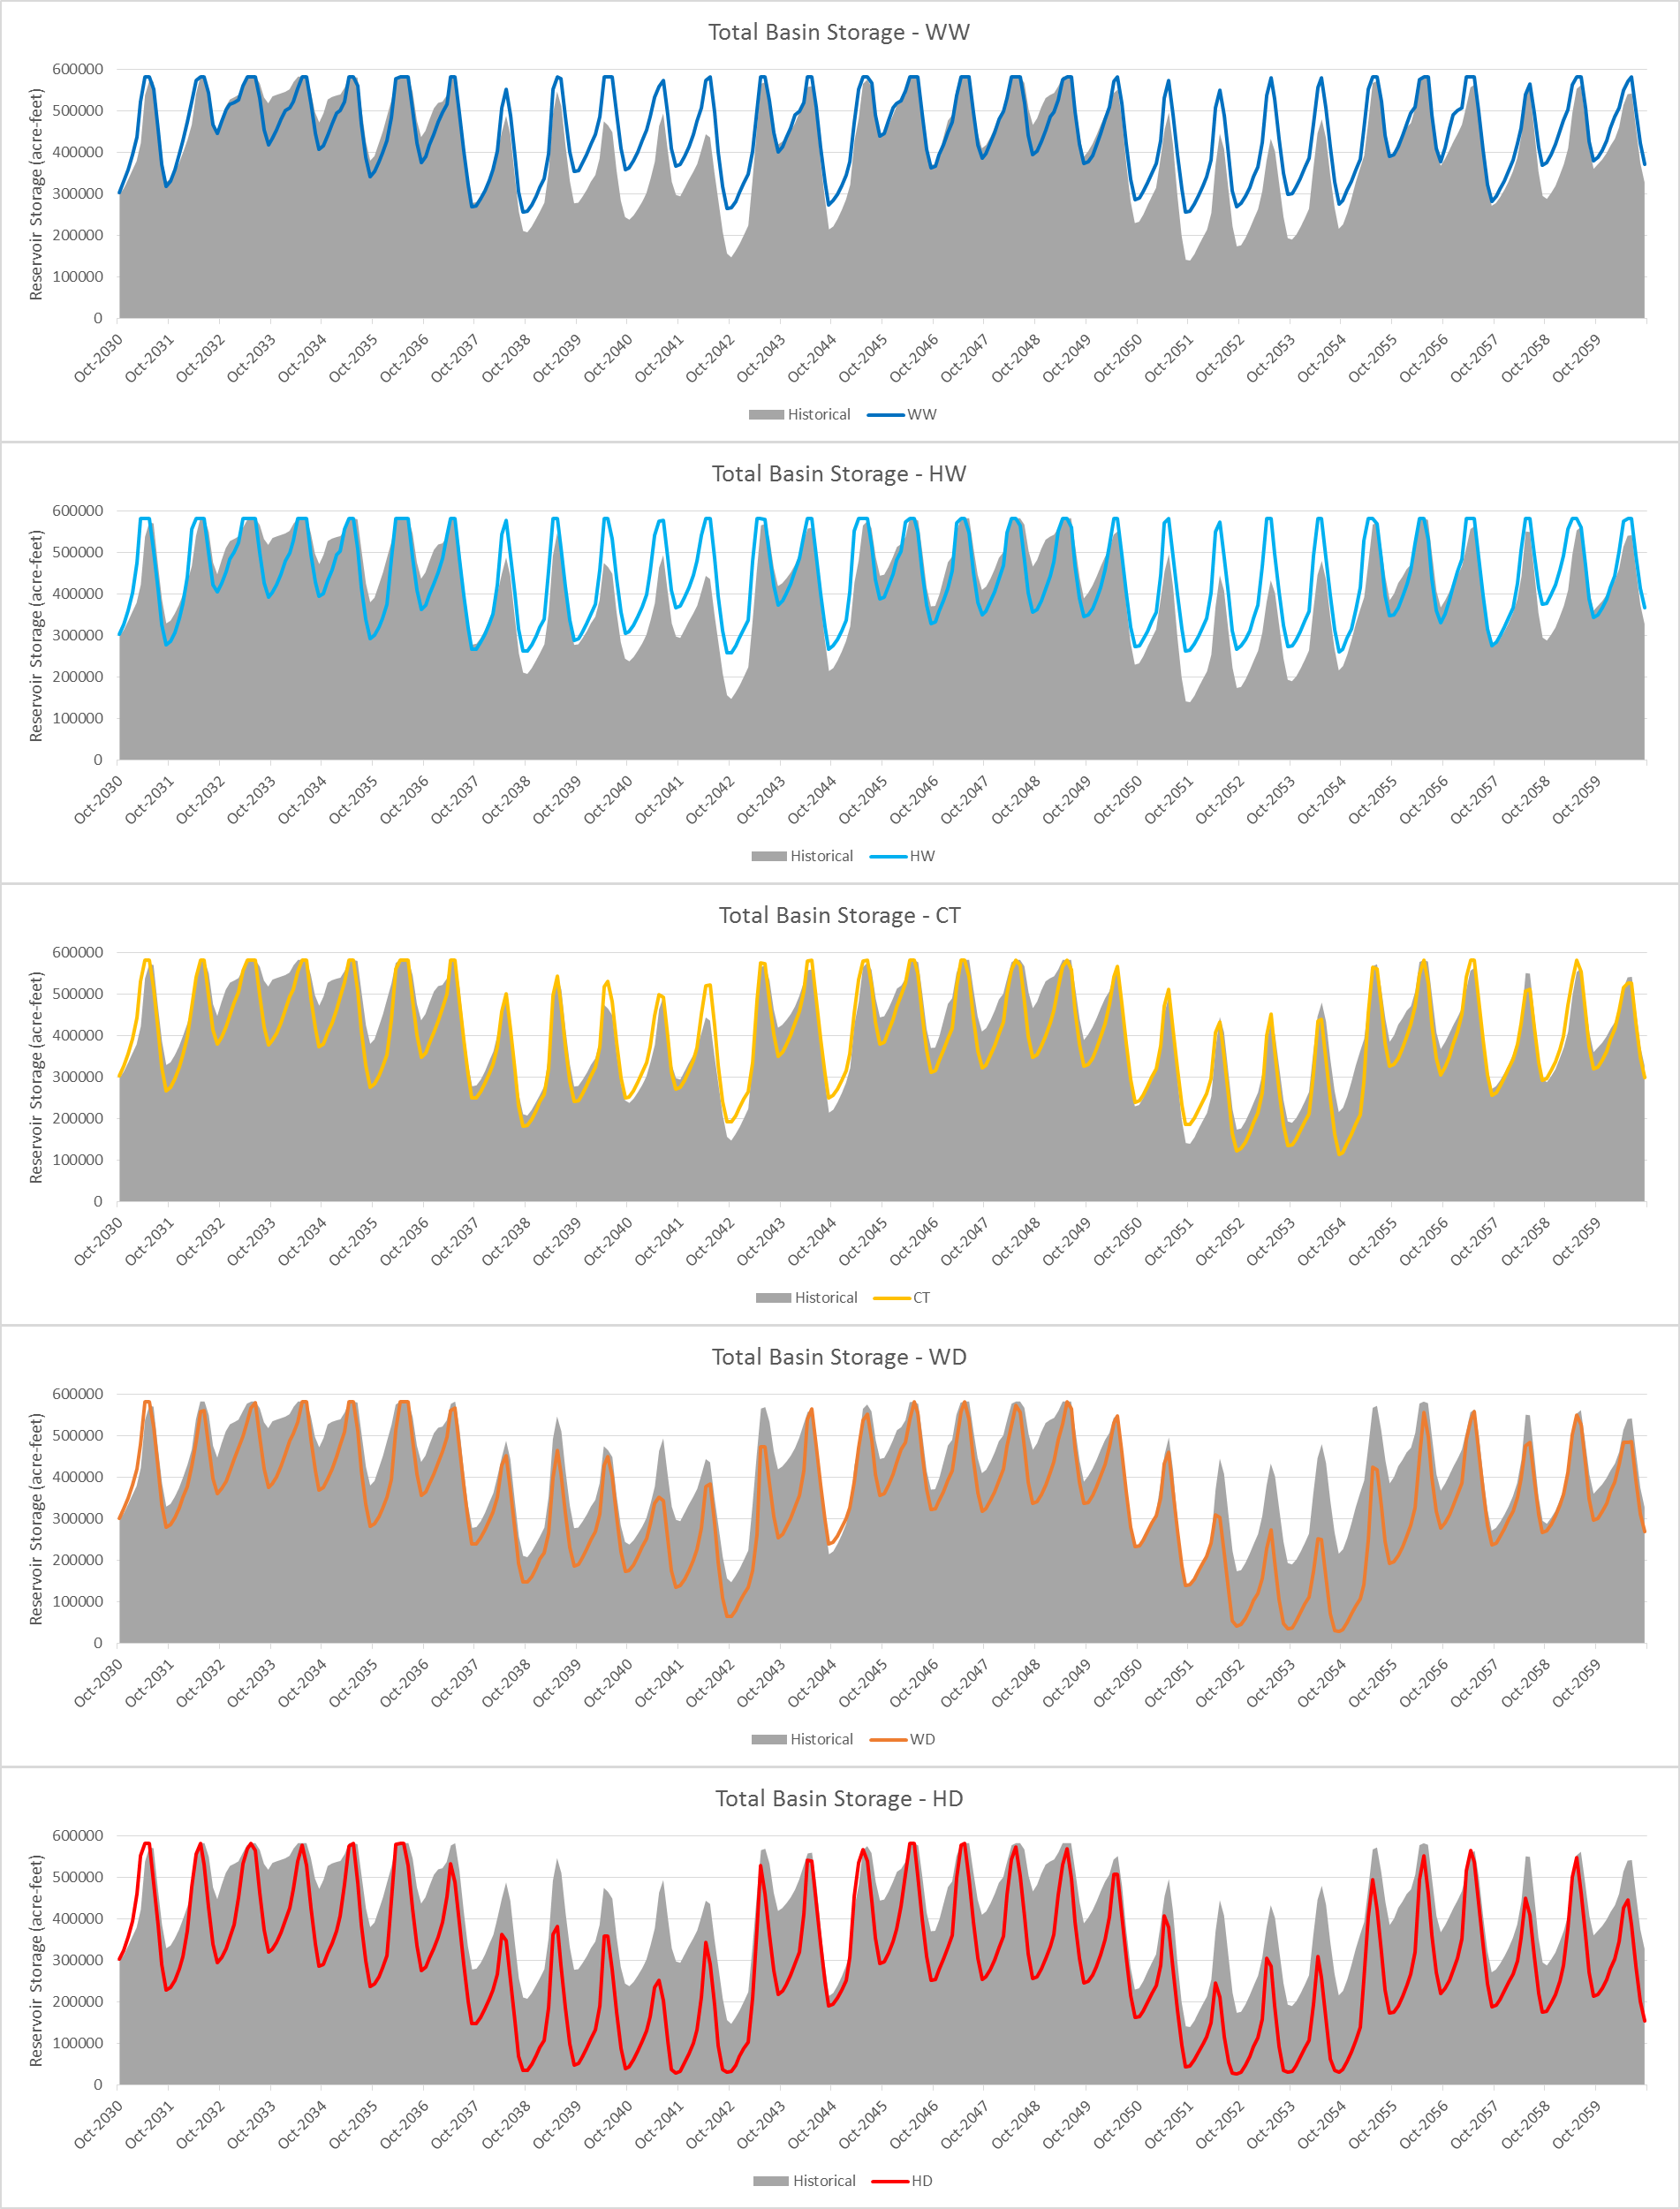 Total Basin Storage - WW
Reservoir Storage (acre-feet)
600000
500000
400000
300000
200000
100000
0
Oct-2030 Oct-2031 Oct-2032 Oct-2033 Oct-2034 Oct-2035 Oct-2036 Oct-2037 Oct-2038 Oct-2039 Oct-2040 Oct-2041 Oct-2042 Oct-2043 Oct-2044 Oct-2045 Oct-2046 Oct-2047 Oct-2048 Oct-2049 Oct-2050 Oct-2051 Oct-2052 Oct-2053 Oct-2054 Oct-2055 Oct-2056 Oct-2057 Oct-2058 Oct-2059
Historical WW
Total Basin Storage - HW
Reservoir Storage (acre-feet)
600000
500000
400000
300000
200000
100000
0
Oct-2030 Oct-2031 Oct-2032 Oct-2033 Oct-2034 Oct-2035 Oct-2036 Oct-2037 Oct-2038 Oct-2039 Oct-2040 Oct-2041 Oct-2042 Oct-2043 Oct-2044 Oct-2045 Oct-2046 Oct-2047 Oct-2048 Oct-2049 Oct-2050 Oct-2051 Oct-2052 Oct-2053 Oct-2054 Oct-2055 Oct-2056 Oct-2057 Oct-2058 Oct-2059
Historical HW
Total Basin Storage - CT
Reservoir Storage (acre-feet)
600000
500000
400000
300000
200000
100000
0
Oct-2030 Oct-2031 Oct-2032 Oct-2033 Oct-2034 Oct-2035 Oct-2036 Oct-2037 Oct-2038 Oct-2039 Oct-2040 Oct-2041 Oct-2042 Oct-2043 Oct-2044 Oct-2045 Oct-2046 Oct-2047 Oct-2048 Oct-2049 Oct-2050 Oct-2051 Oct-2052 Oct-2053 Oct-2054 Oct-2055 Oct-2056 Oct-2057 Oct-2058 Oct-2059
Historical CT
Total Basin Storage - WD
Reservoir Storage (acre-feet)
600000
500000
400000
300000
200000
100000
0
Oct-2030 Oct-2031 Oct-2032 Oct-2033 Oct-2034 Oct-2035 Oct-2036 Oct-2037 Oct-2038 Oct-2039 Oct-2040 Oct-2041 Oct-2042 Oct-2043 Oct-2044 Oct-2045 Oct-2046 Oct-2047 Oct-2048 Oct-2049 Oct-2050 Oct-2051 Oct-2052 Oct-2053 Oct-2054 Oct-2055 Oct-2056 Oct-2057 Oct-2058 Oct-2059
Historical WD
Total Basin Storage - HD
Reservoir Storage (acre-feet)
600000
500000
400000
300000
200000
100000
0
Oct-2030 Oct-2031 Oct-2032 Oct-2033 Oct-2034 Oct-2035 Oct-2036 Oct-2037 Oct-2038 Oct-2039 Oct-2040 Oct-2041 Oct-2042 Oct-2043 Oct-2044 Oct-2045 Oct-2046 Oct-2047 Oct-2048 Oct-2049 Oct-2050 Oct-2051 Oct-2052 Oct-2053 Oct-2054 Oct-2055 Oct-2056 Oct-2057 Oct-2058 Oct-2059
Historical HD